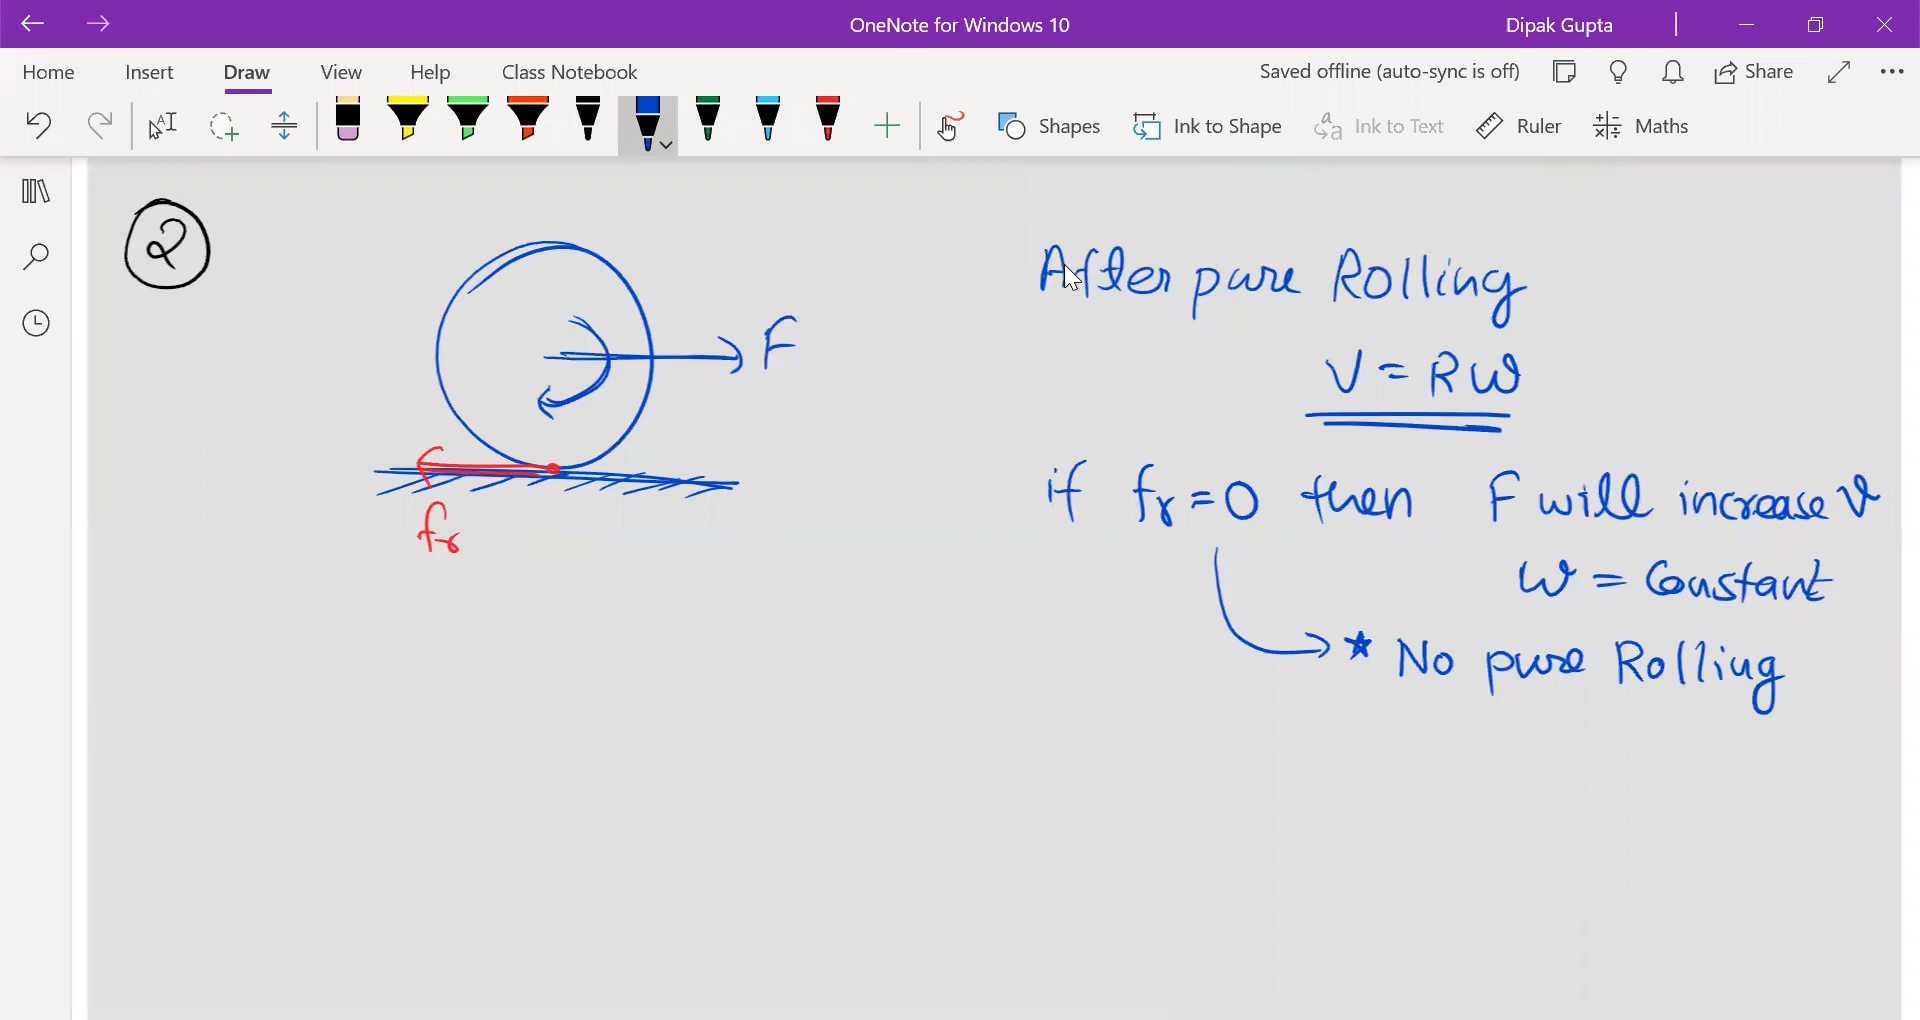 OneNote for Windows 10
Dipak Gupta
Home Insert Draw View Help Class Notebook
Saved offline (auto-sync is off) Share
Shapes Ink to Shape Ink to Text Ruler Maths
2
F
fr
After pure Rolling
V = RW
if fr = 0 then F will increase V
W = Constant
★ No pure Rolling